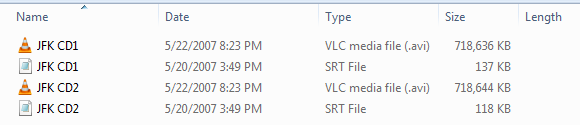 Name Date Type Size Length
JFK CD1 5/22/2007 8:23 PM VLC media file (.avi) 718,636 KB
JFK CD1 5/20/2007 3:49 PM SRT File 137 KB
JFK CD2 5/22/2007 8:23 PM VLC media file (.avi) 718,644 KB
JFK CD2 5/20/2007 3:49 PM SRT File 118 KB